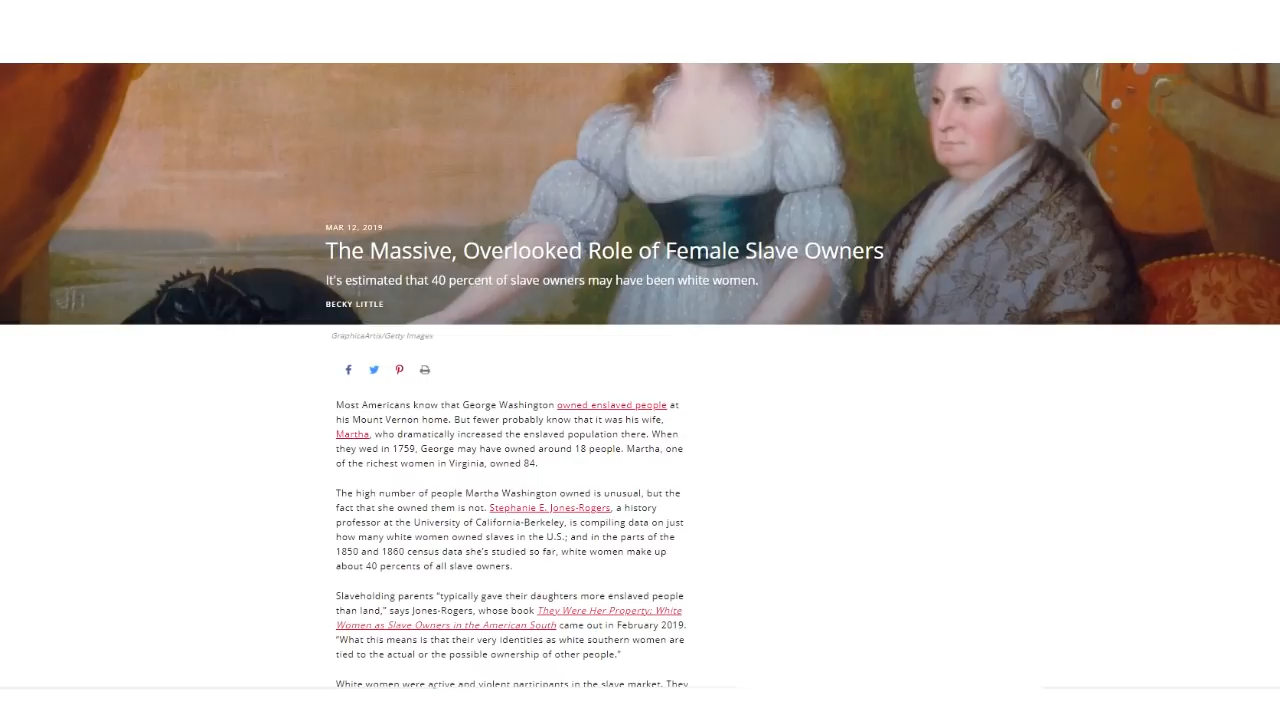 MAR 12, 2019
The Massive, Overlooked Role of Female Slave Owners
It's estimated that 40 percent of slave owners may have been white women.
BECKY LITTLE
GraphicaArtis/Getty Images
Most Americans know that George Washington owned enslaved people at
his Mount Vernon home. But fewer probably know that it was his wife,
Martha, who dramatically increased the enslaved population there. When
they wed in 1759, George may have owned around 18 people. Martha, one
of the richest women in Virginia, owned 84.
The high number of people Martha Washington owned is unusual, but the
fact that she owned them is not. Stephanie E. Jones-Rogers, a history
professor at the University of California-Berkeley, is compiling data on just
how many white women owned slaves in the U.S.; and in the parts of the
1850 and 1860 census data she's studied so far, white women make up
about 40 percents of all slave owners.
Slaveholding parents “typically gave their daughters more enslaved people
than land,” says Jones-Rogers, whose book They Were Her Property: White
Women as Slave Owners in the American South came out in February 2019.
“What this means is that their very identities as white southern women are
tied to the actual or the possible ownership of other people.”
White women were active and violent participants in the slave market. They